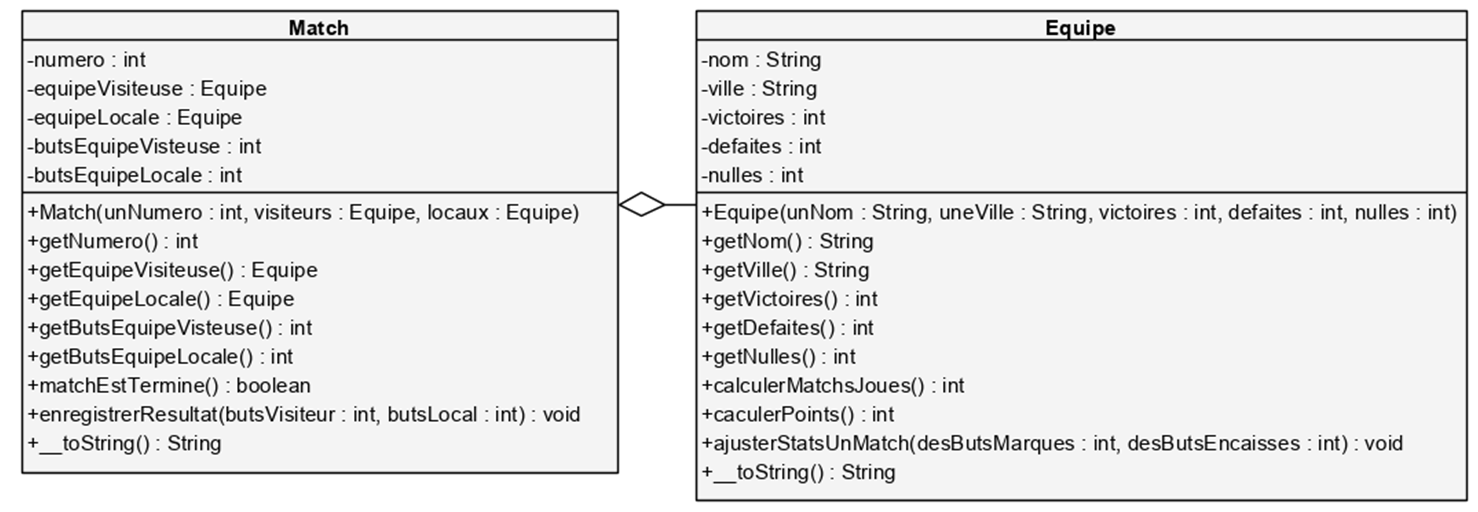 Match
-numero : int
-equipeVisiteuse : Equipe
-equipeLocale : Equipe
-butsEquipeVisteuse : int
-butsEquipeLocale : int
+Match(unNumero : int, visiteurs : Equipe, locaux : Equipe)
+getNumero() : int
+getEquipeVisiteuse() : Equipe
+getEquipeLocale() : Equipe
+getButsEquipeVisteuse() : int
+getButsEquipeLocale() : int
+matchEstTermine() : boolean
+enregistrerResultat(butsVisiteur : int, butsLocal : int) : void
+__toString() : String
Equipe
-nom : String
-ville : String
-victoires : int
-defaites : int
-nulles : int
+Equipe(unNom : String, uneVille : String, victoires : int, defaites : int, nulles : int)
+getNom() : String
+getVille() : String
+getVictoires() : int
+getDefaites() : int
+getNulles() : int
+calculerMatchsJoues() : int
+caculerPoints() : int
+ajusterStatsUnMatch(desButsMarques : int, desButsEncaisses : int) : void
+__toString() : String